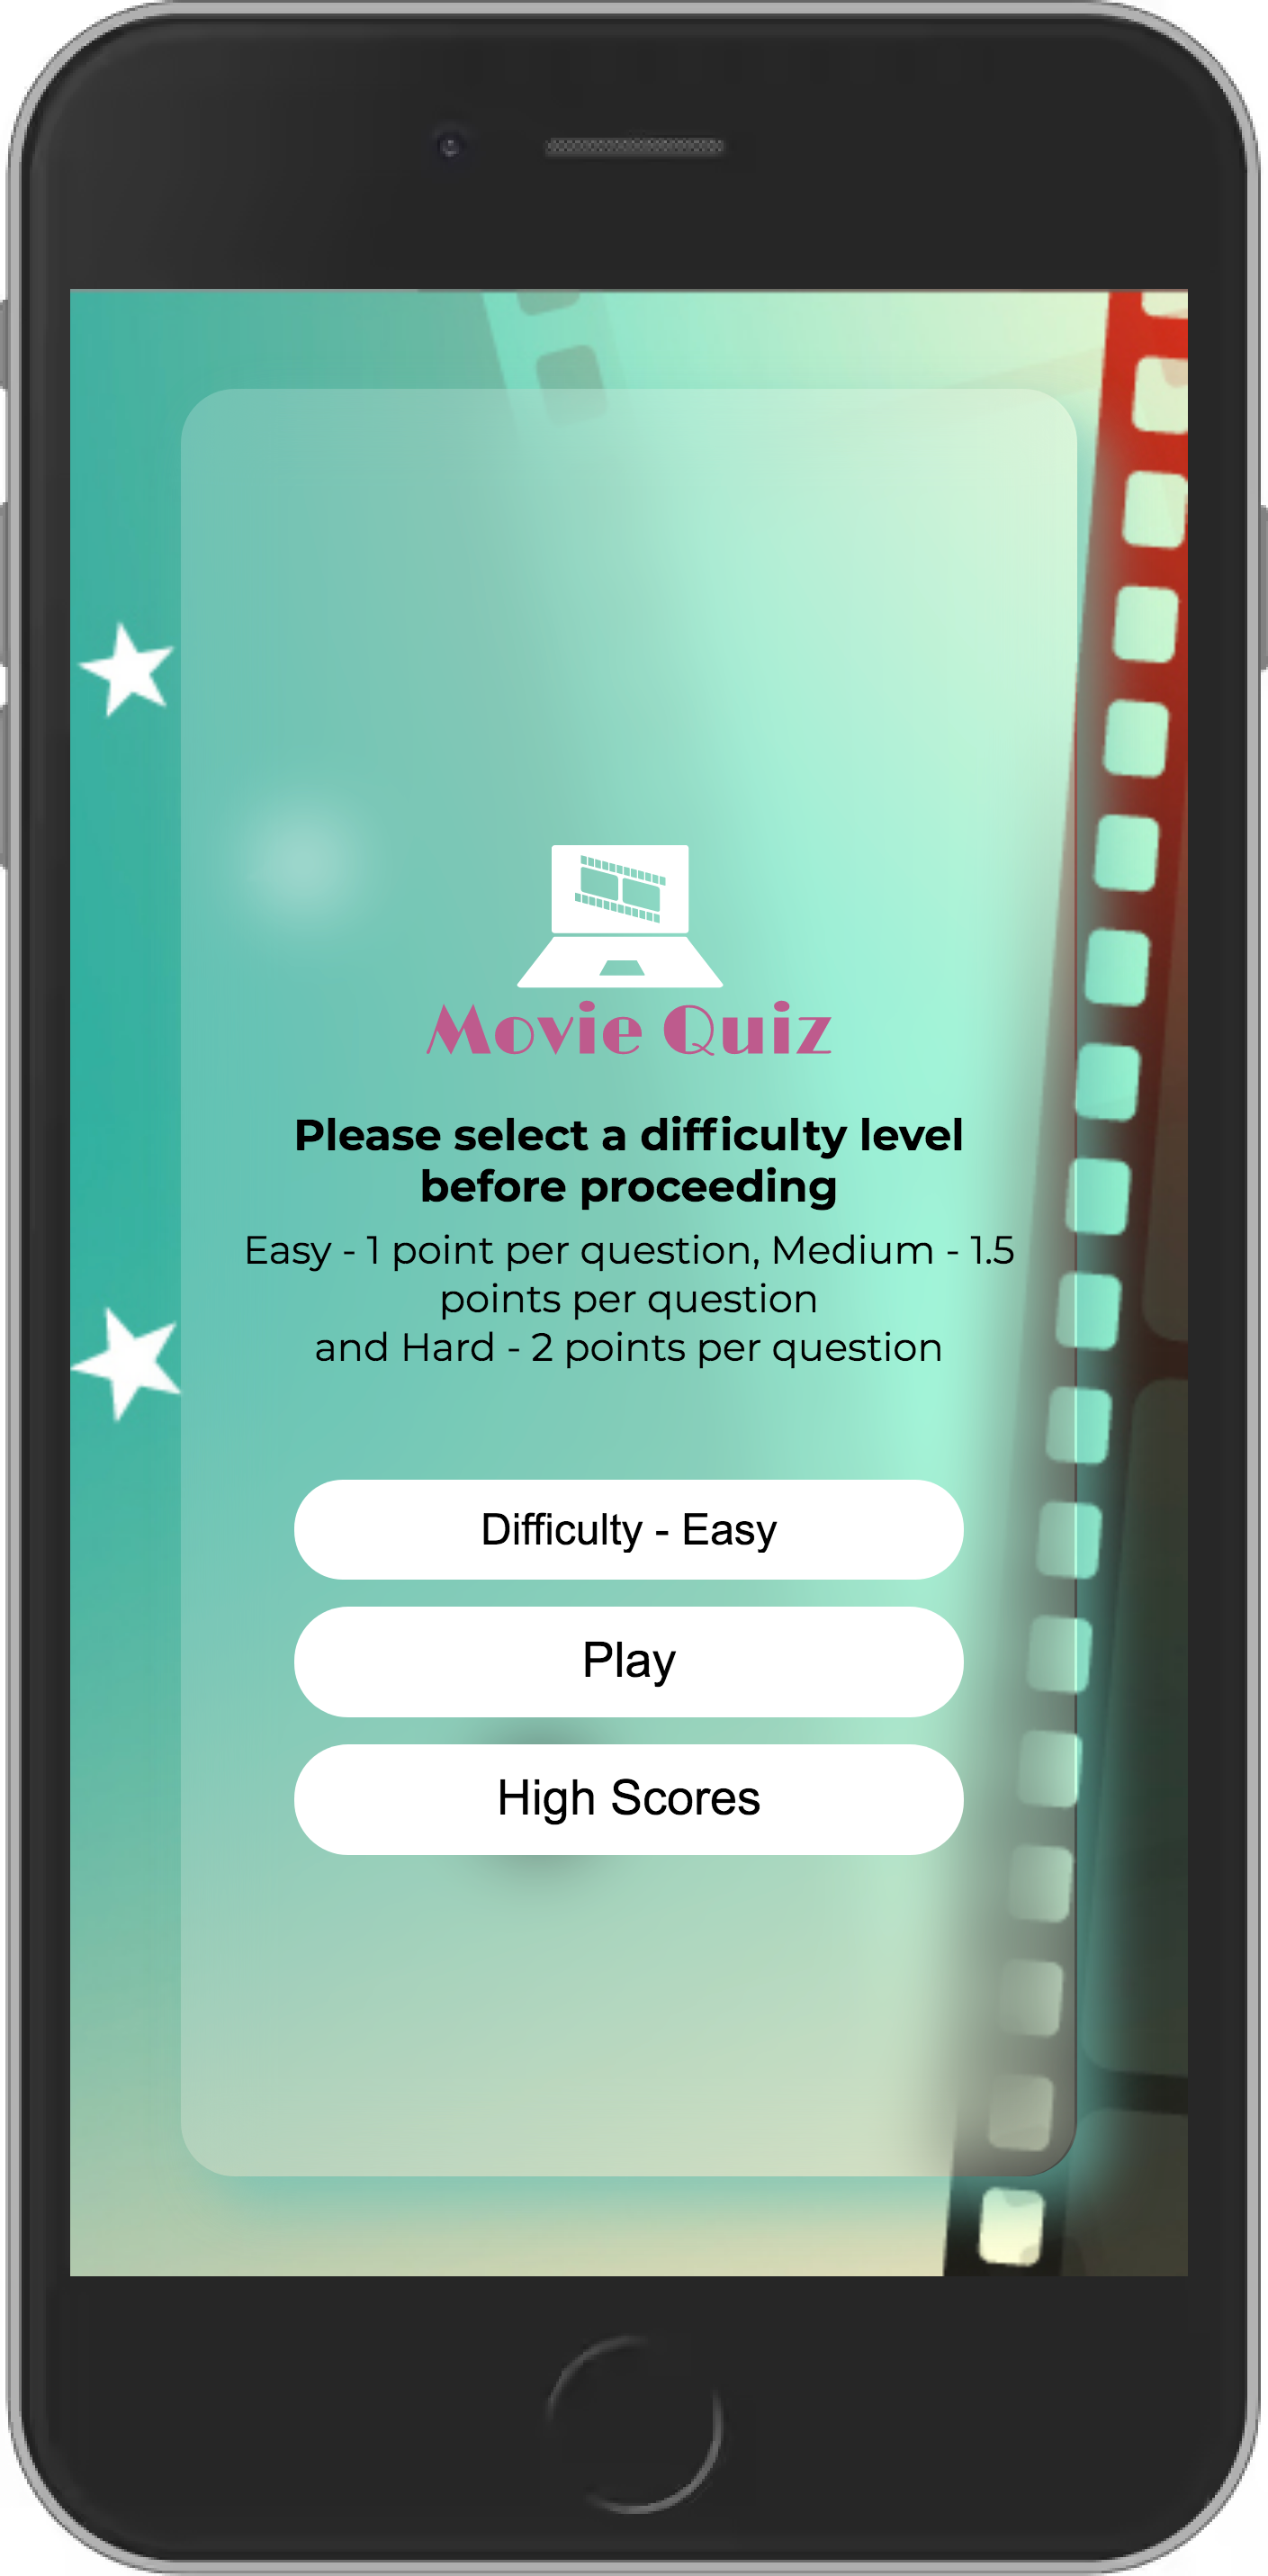 Movie Quiz
Please select a difficulty level
before proceeding
Easy - 1 point per question, Medium - 1.5
points per question
and Hard - 2 points per question
Difficulty - Easy
Play
High Scores